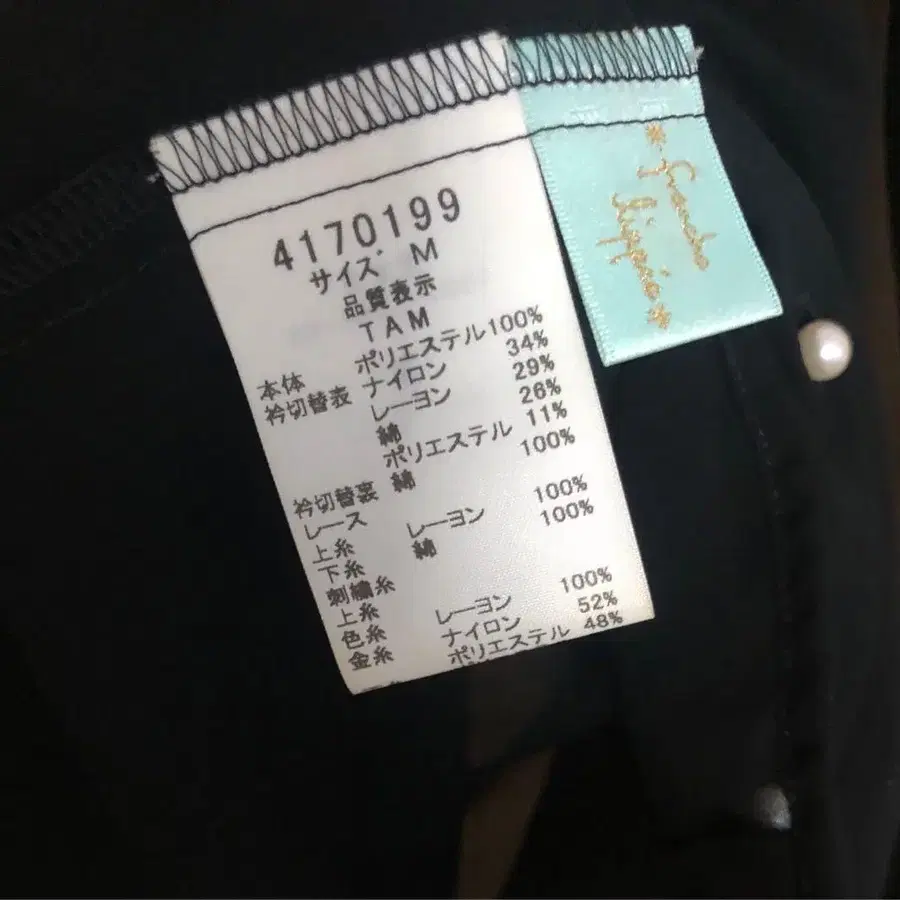 4170199
サイズ M
品質表示
TAM
本体 ポリエステル100%
衿切替表 ナイロン 34%
レーヨン 29%
綿 26%
ポリエステル 11%
衿切替裏 綿 100%
レース
上糸 レーヨン 100%
下糸 綿 100%
刺繍糸
上糸
色糸 レーヨン 100%
金糸 ナイロン 52%
ポリエステル 48%